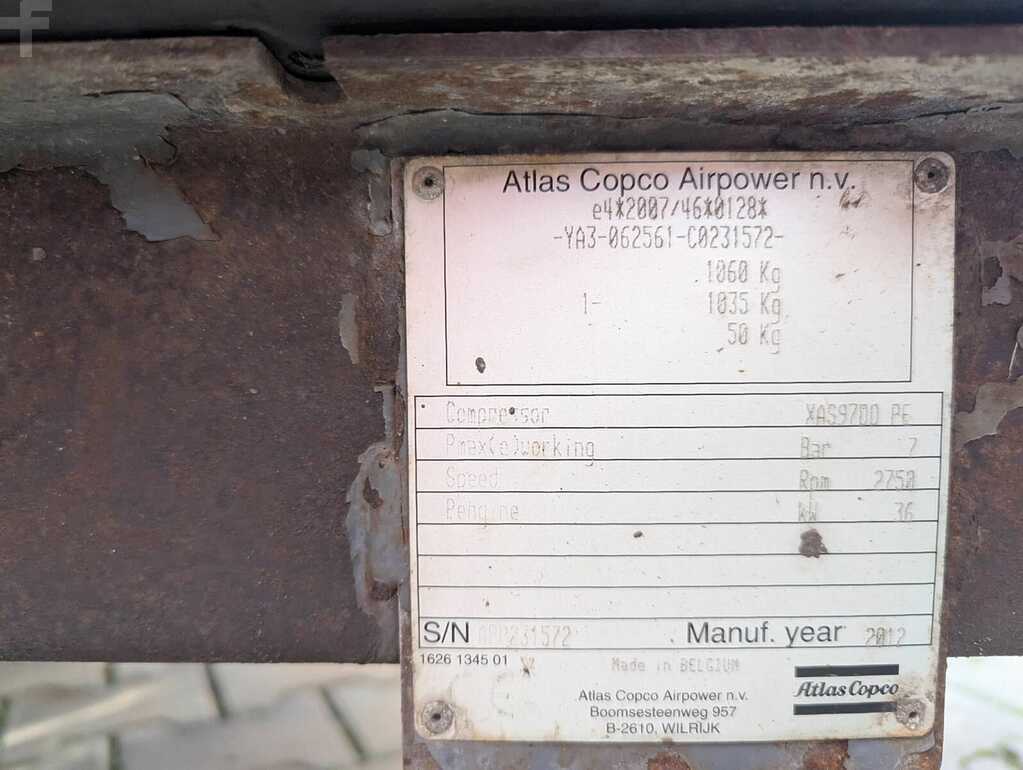 f
Atlas Copco Airpower n.v.
e4*2007/46*0128*
-YA3-062561-C0231572-
1060 Kg
1- 1035 Kg
50 Kg
Compressor XAS97DD PE
Pmax(e)working Bar 7
Speed Rpm 2750
Pengine kW 36
S/N Manuf. year 2012
1626 1345 01 Made in BELGIUM
Atlas Copco
Atlas Copco Airpower n.v.
Boomsesteenweg 957
B-2610, WILRIJK